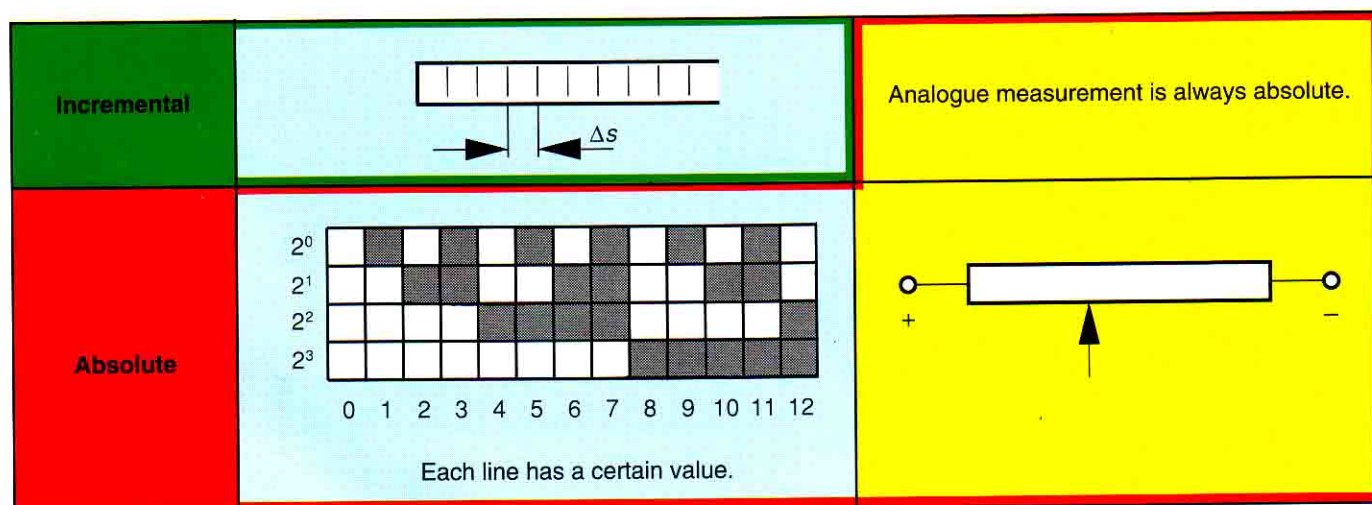 Incremental
Δs
Analogue measurement is always absolute.
Absolute
2⁰
2¹
2²
2³
0 1 2 3 4 5 6 7 8 9 10 11 12
Each line has a certain value.
+ −